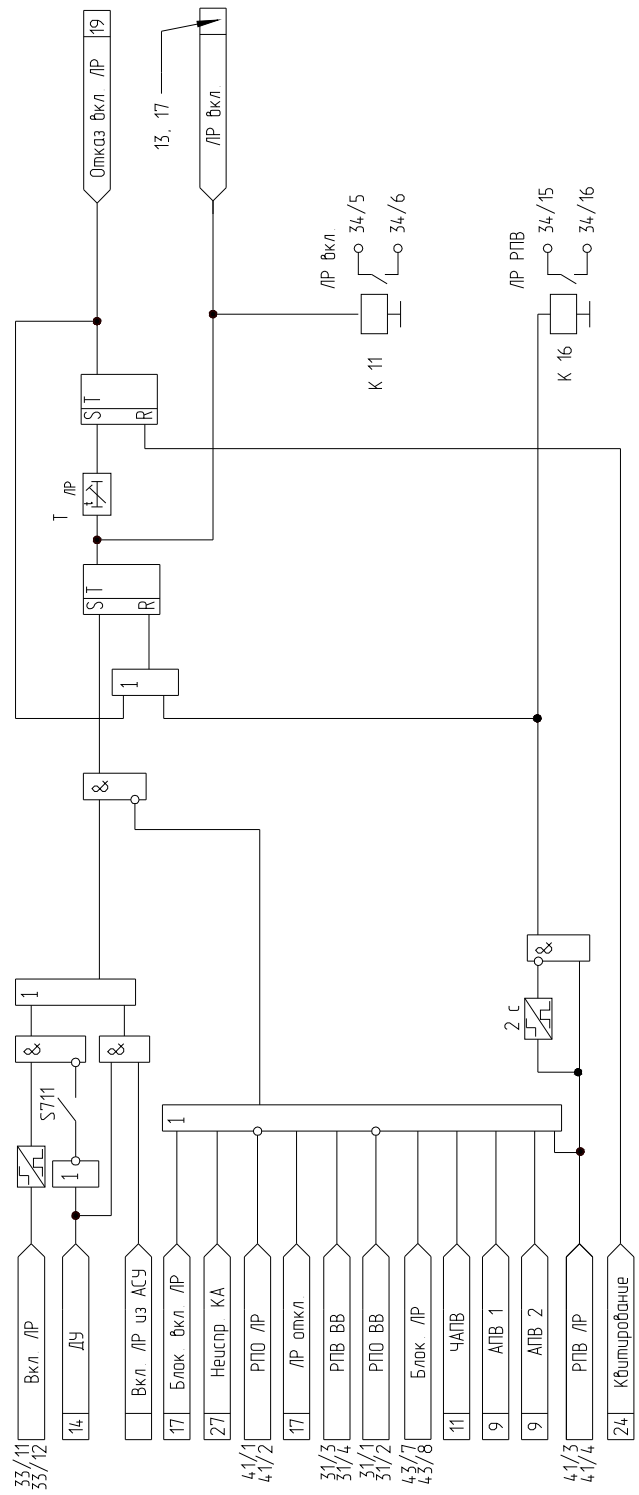 33/11
33/12
Вкл ЛР
14
ДУ
S711
1
&
&
1
Вкл. ЛР из АСУ
17
Блок вкл. ЛР
27
Неиспр КА
41/1
41/2
РПО ЛР
17
ЛР откл.
31/3
31/4
РПВ ВВ
31/1
31/2
РПО ВВ
43/7
43/8
Блок. ЛР
11
ЧАПВ
9
АПВ 1
9
АПВ 2
41/3
41/4
РПВ ЛР
24
Квитирование
1
2 с
&
&
1
S T
R
T ЛР
t
S T
R
Отказ вкл. ЛР
19
13, 17
ЛР вкл.
ЛР вкл.
34/5
34/6
К 11
ЛР РПВ
34/15
34/16
К 16